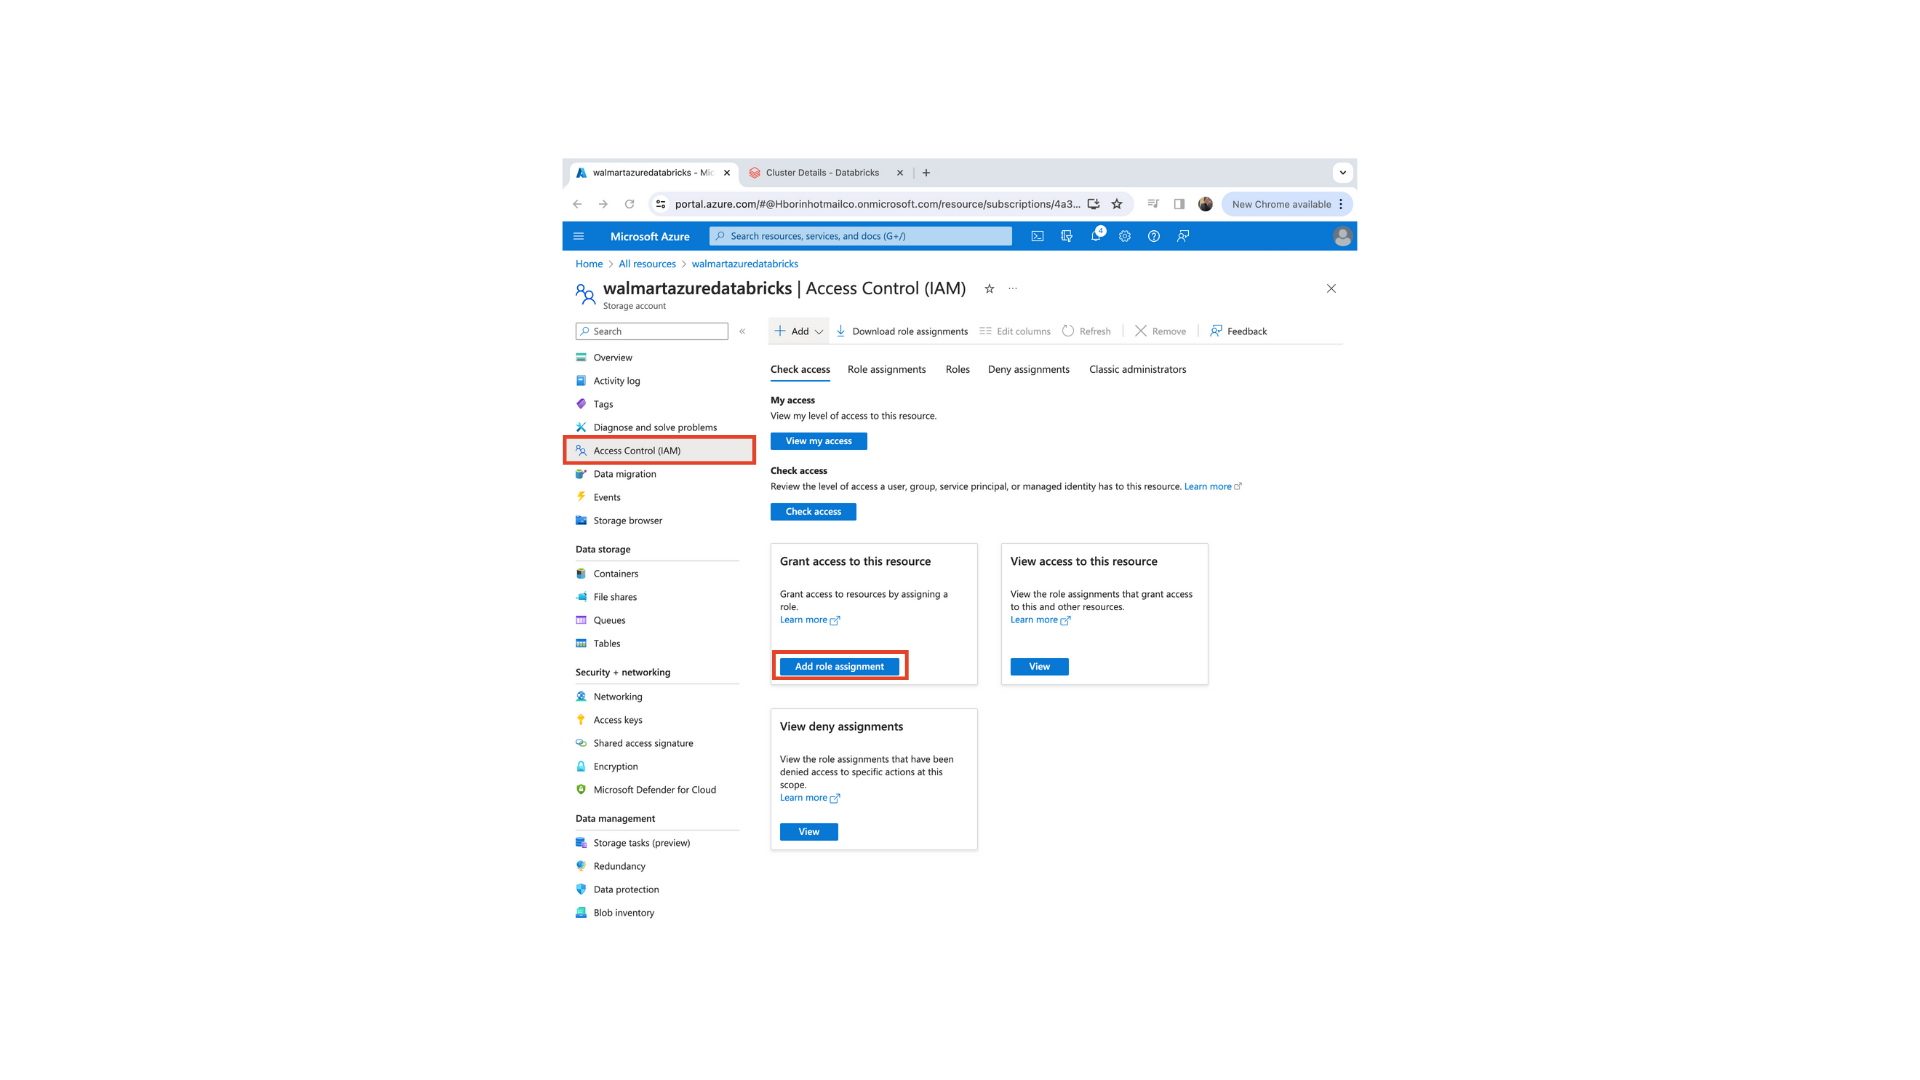 walmartazuredatabricks - Mic
Cluster Details - Databricks
portal.azure.com/#@Hborinhotmailco.onmicrosoft.com/resource/subscriptions/4a3...
New Chrome available
Microsoft Azure
Search resources, services, and docs (G+/)
4
Home > All resources > walmartazuredatabricks
walmartazuredatabricks | Access Control (IAM)
Storage account
Search
Add
Download role assignments
Edit columns
Refresh
Remove
Feedback
Overview
Activity log
Tags
Diagnose and solve problems
Access Control (IAM)
Data migration
Events
Storage browser
Data storage
Containers
File shares
Queues
Tables
Security + networking
Networking
Access keys
Shared access signature
Encryption
Microsoft Defender for Cloud
Data management
Storage tasks (preview)
Redundancy
Data protection
Blob inventory
Check access
Role assignments
Roles
Deny assignments
Classic administrators
My access
View my level of access to this resource.
View my access
Check access
Review the level of access a user, group, service principal, or managed identity has to this resource. Learn more
Check access
Grant access to this resource
Grant access to resources by assigning a
role.
Learn more
Add role assignment
View access to this resource
View the role assignments that grant access
to this and other resources.
Learn more
View
View deny assignments
View the role assignments that have been
denied access to specific actions at this
scope.
Learn more
View